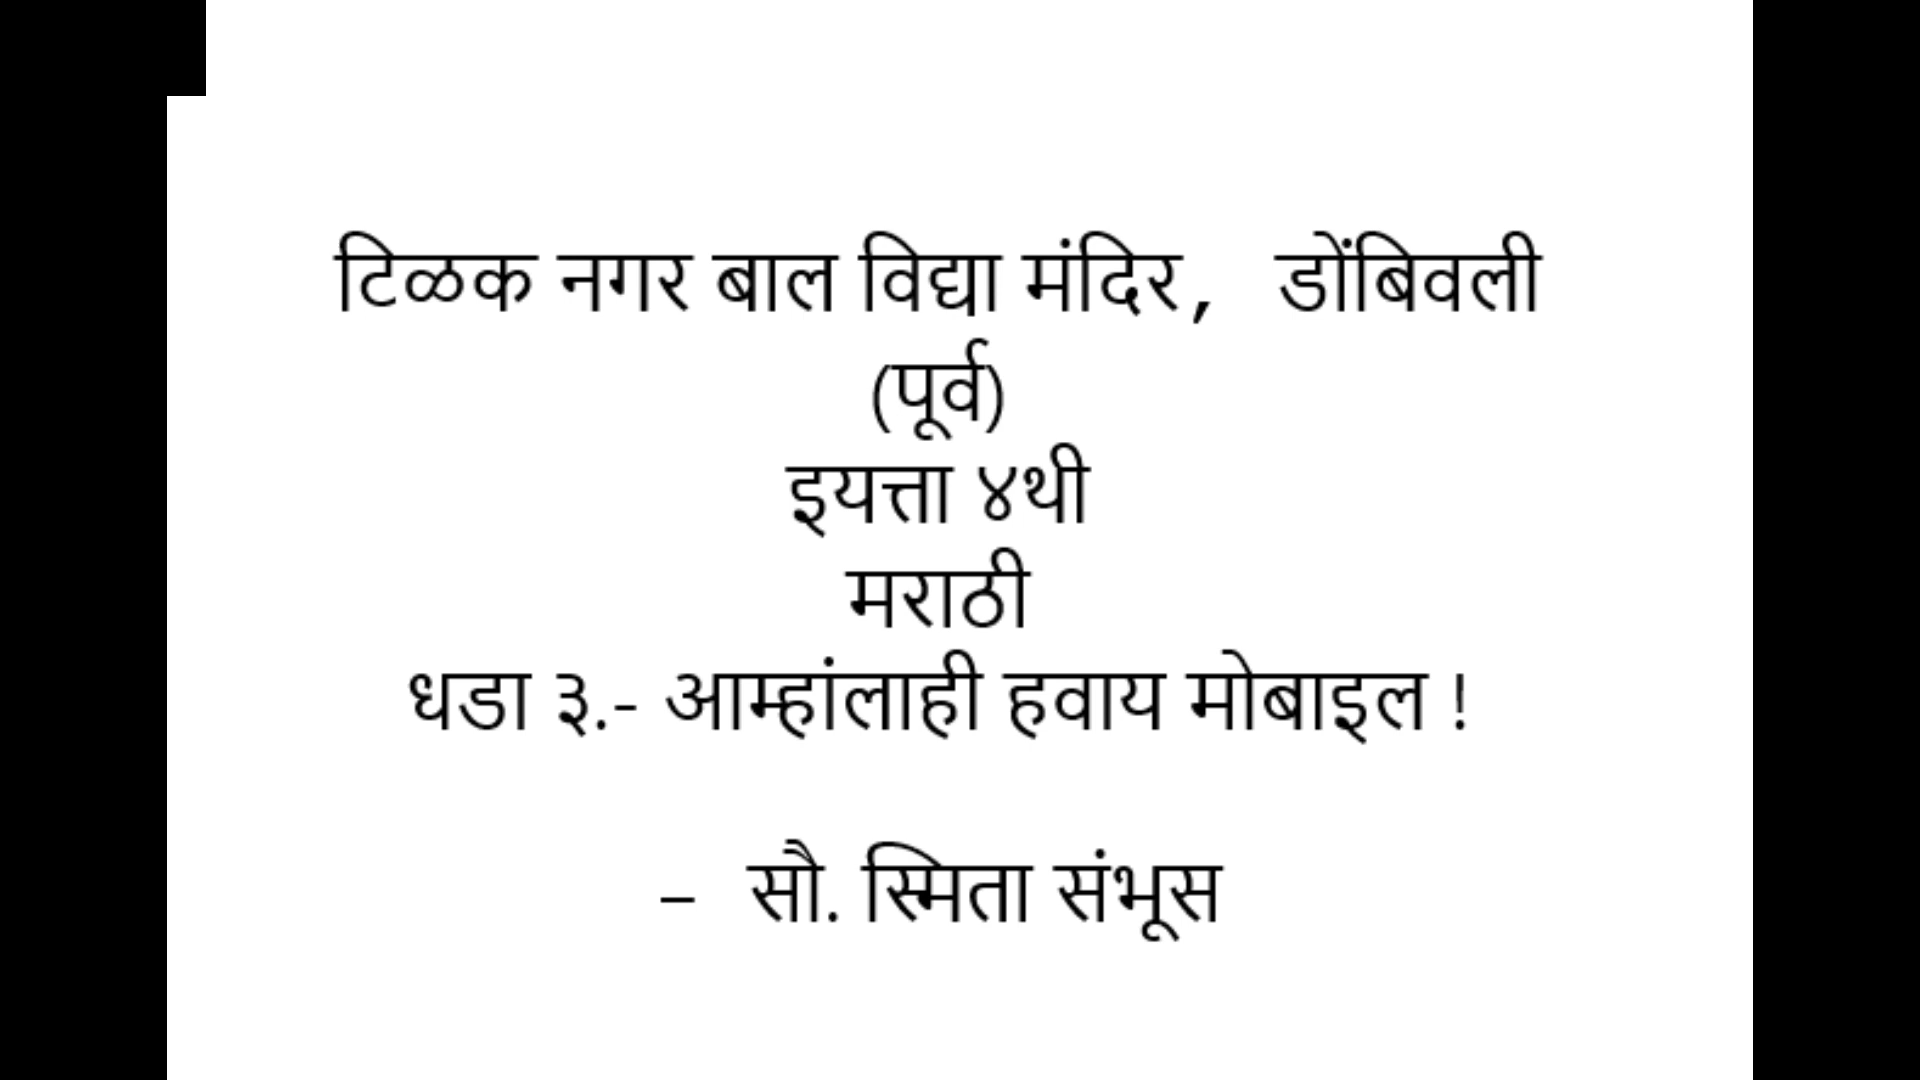 टिळक नगर बाल विद्या मंदिर, डोंबिवली
(पूर्व)
इयत्ता ४थी
मराठी
धडा ३.- आम्हांलाही हवाय मोबाइल !
– सौ. स्मिता संभूस